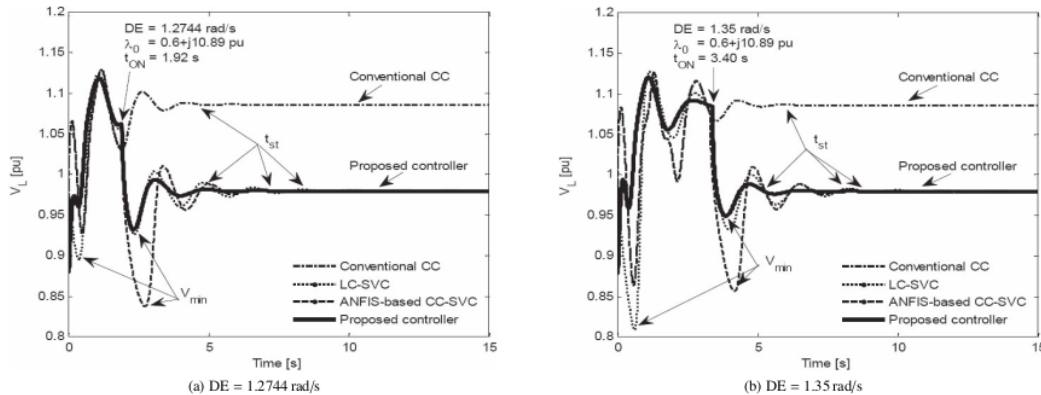 1.2
1.15
1.1
1.05
1
0.95
0.9
0.85
0.8
V_L [pu]
DE = 1.2744 rad/s
λ_0 = 0.6+j10.89 pu
t_ON = 1.92 s
Conventional CC
t_st
Proposed controller
V_min
Conventional CC
LC-SVC
ANFIS-based CC-SVC
Proposed controller
0 5 10 15
Time [s]
(a) DE = 1.2744 rad/s
1.2
1.15
1.1
1.05
1
0.95
0.9
0.85
0.8
V_L [pu]
DE = 1.35 rad/s
λ_0 = 0.6+j10.89 pu
t_ON = 3.40 s
Conventional CC
t_st
Proposed controller
V_min
Conventional CC
LC-SVC
ANFIS-based CC-SVC
Proposed controller
0 5 10 15
Time [s]
(b) DE = 1.35 rad/s